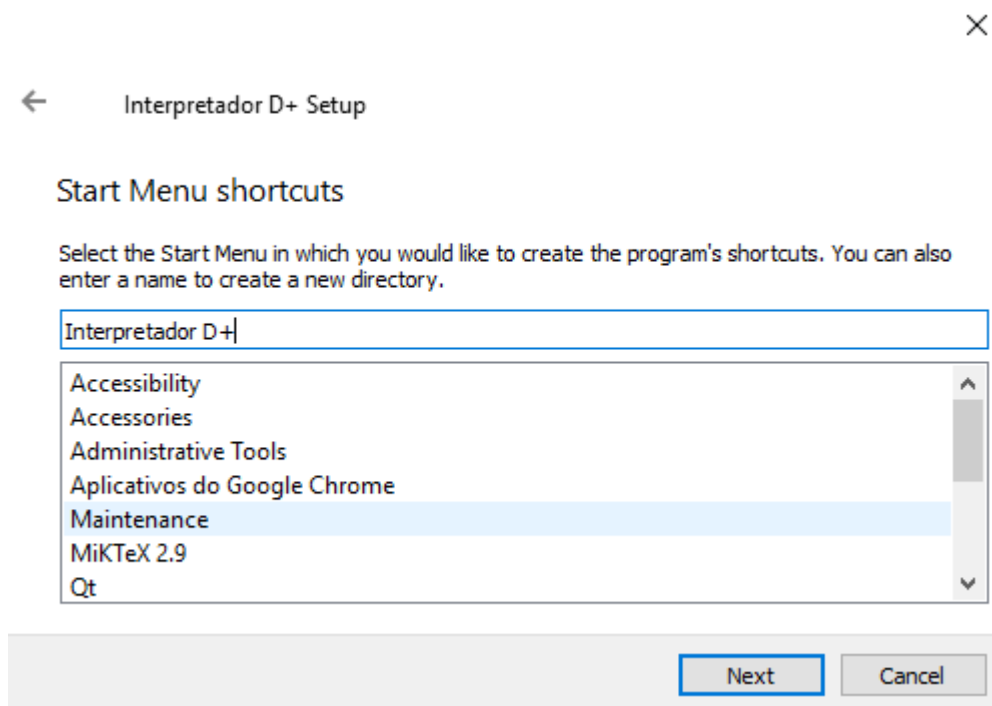 Interpretador D+ Setup
Start Menu shortcuts
Select the Start Menu in which you would like to create the program's shortcuts. You can also
enter a name to create a new directory.
Interpretador D+
Accessibility
Accessories
Administrative Tools
Aplicativos do Google Chrome
Maintenance
MiKTeX 2.9
Qt
Next Cancel